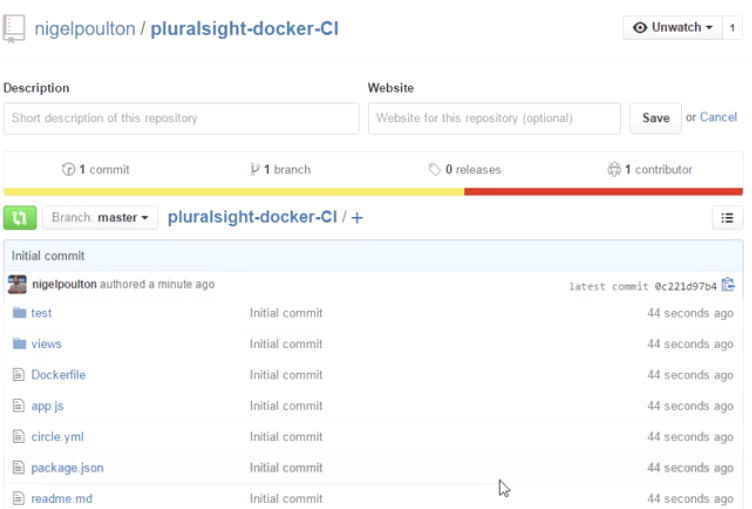 nigelpoulton / pluralsight-docker-CI
Unwatch 1
Description Website
Short description of this repository Website for this repository (optional) Save or Cancel
1 commit 1 branch 0 releases 1 contributor
Branch: master pluralsight-docker-CI / +
Initial commit
nigelpoulton authored a minute ago latest commit 0c221d97b4
test Initial commit 44 seconds ago
views Initial commit 44 seconds ago
Dockerfile Initial commit 44 seconds ago
app.js Initial commit 44 seconds ago
circle.yml Initial commit 44 seconds ago
package.json Initial commit 44 seconds ago
readme.md Initial commit 44 seconds ago